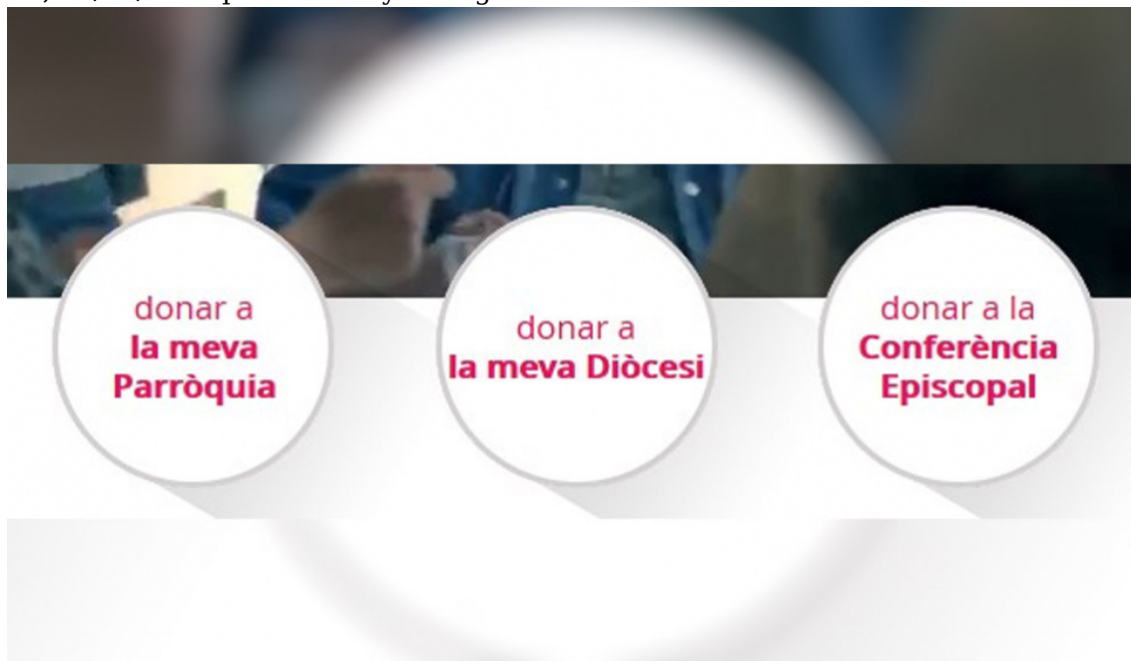 donar a
la meva
Parròquia
donar a
la meva Diòcesi
donar a la
Conferència
Episcopal